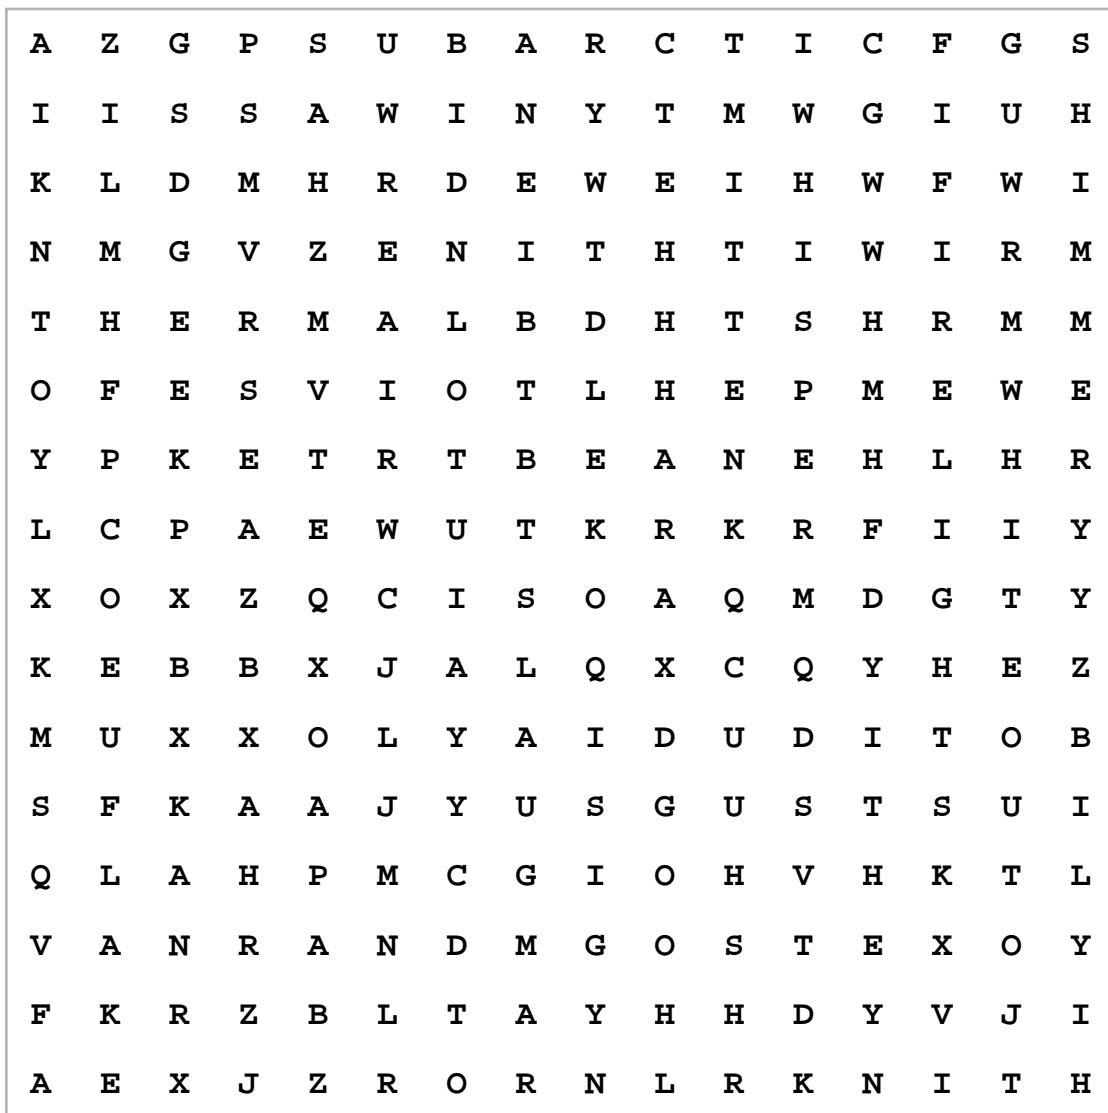 A Z G P S U B A R C T I C F G S
I I S S A W I N Y T M W G I U H
K L D M H R D E W E I H W F W I
N M G V Z E N I T H T I W I R M
T H E R M A L B D H T S H R M M
O F E S V I O T L H E P M E W E
Y P K E T R T B E A N E H L H R
L C P A E W U T K R K R F I I Y
X O X Z Q C I S O A Q M D G T Y
K E B B X J A L Q X C Q Y H E Z
M U X X O L Y A I D U D I T O B
S F K A A J Y U S G U S T S U I
Q L A H P M C G I O H V H K T L
V A N R A N D M G O S T E X O Y
F K R Z B L T A Y H H D Y V J I
A E X J Z R O R N L R K N I T H